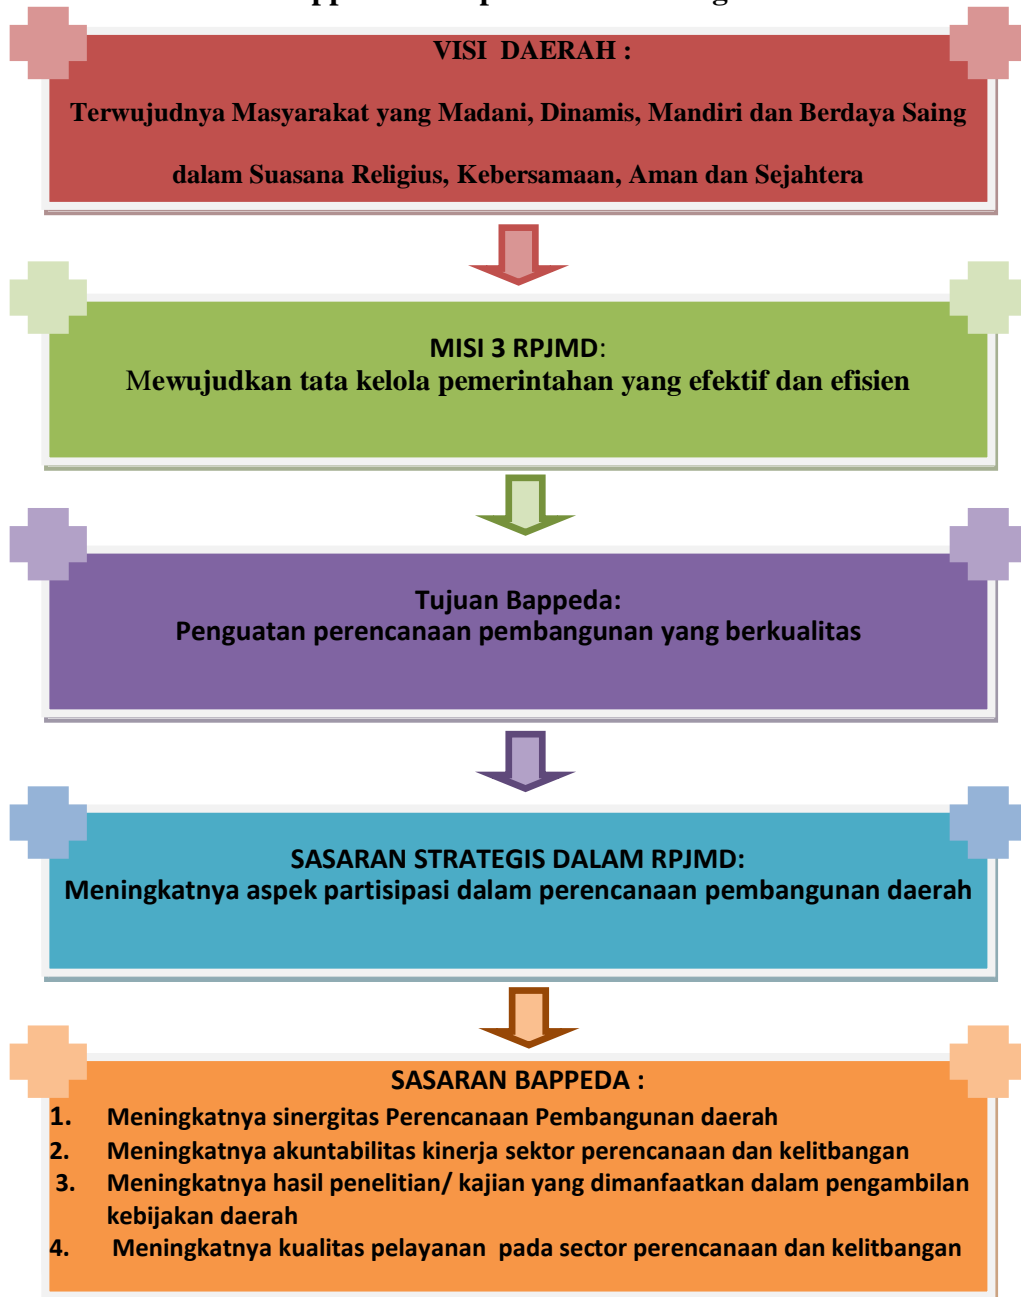 VISI DAERAH :
Terwujudnya Masyarakat yang Madani, Dinamis, Mandiri dan Berdaya Saing
dalam Suasana Religius, Kebersamaan, Aman dan Sejahtera
MISI 3 RPJMD:
Mewujudkan tata kelola pemerintahan yang efektif dan efisien
Tujuan Bappeda:
Penguatan perencanaan pembangunan yang berkualitas
SASARAN STRATEGIS DALAM RPJMD:
Meningkatnya aspek partisipasi dalam perencanaan pembangunan daerah
SASARAN BAPPEDA :
1. Meningkatnya sinergitas Perencanaan Pembangunan daerah
2. Meningkatnya akuntabilitas kinerja sektor perencanaan dan kelitbangan
3. Meningkatnya hasil penelitian/ kajian yang dimanfaatkan dalam pengambilan
kebijakan daerah
4. Meningkatnya kualitas pelayanan pada sector perencanaan dan kelitbangan